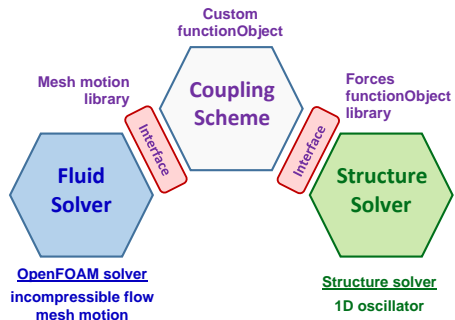 Custom
functionObject
Mesh motion
library
Coupling
Scheme
Forces
functionObject
library
Interface
Interface
Fluid
Solver
Structure
Solver
OpenFOAM solver
incompressible flow
mesh motion
Structure solver
1D oscillator